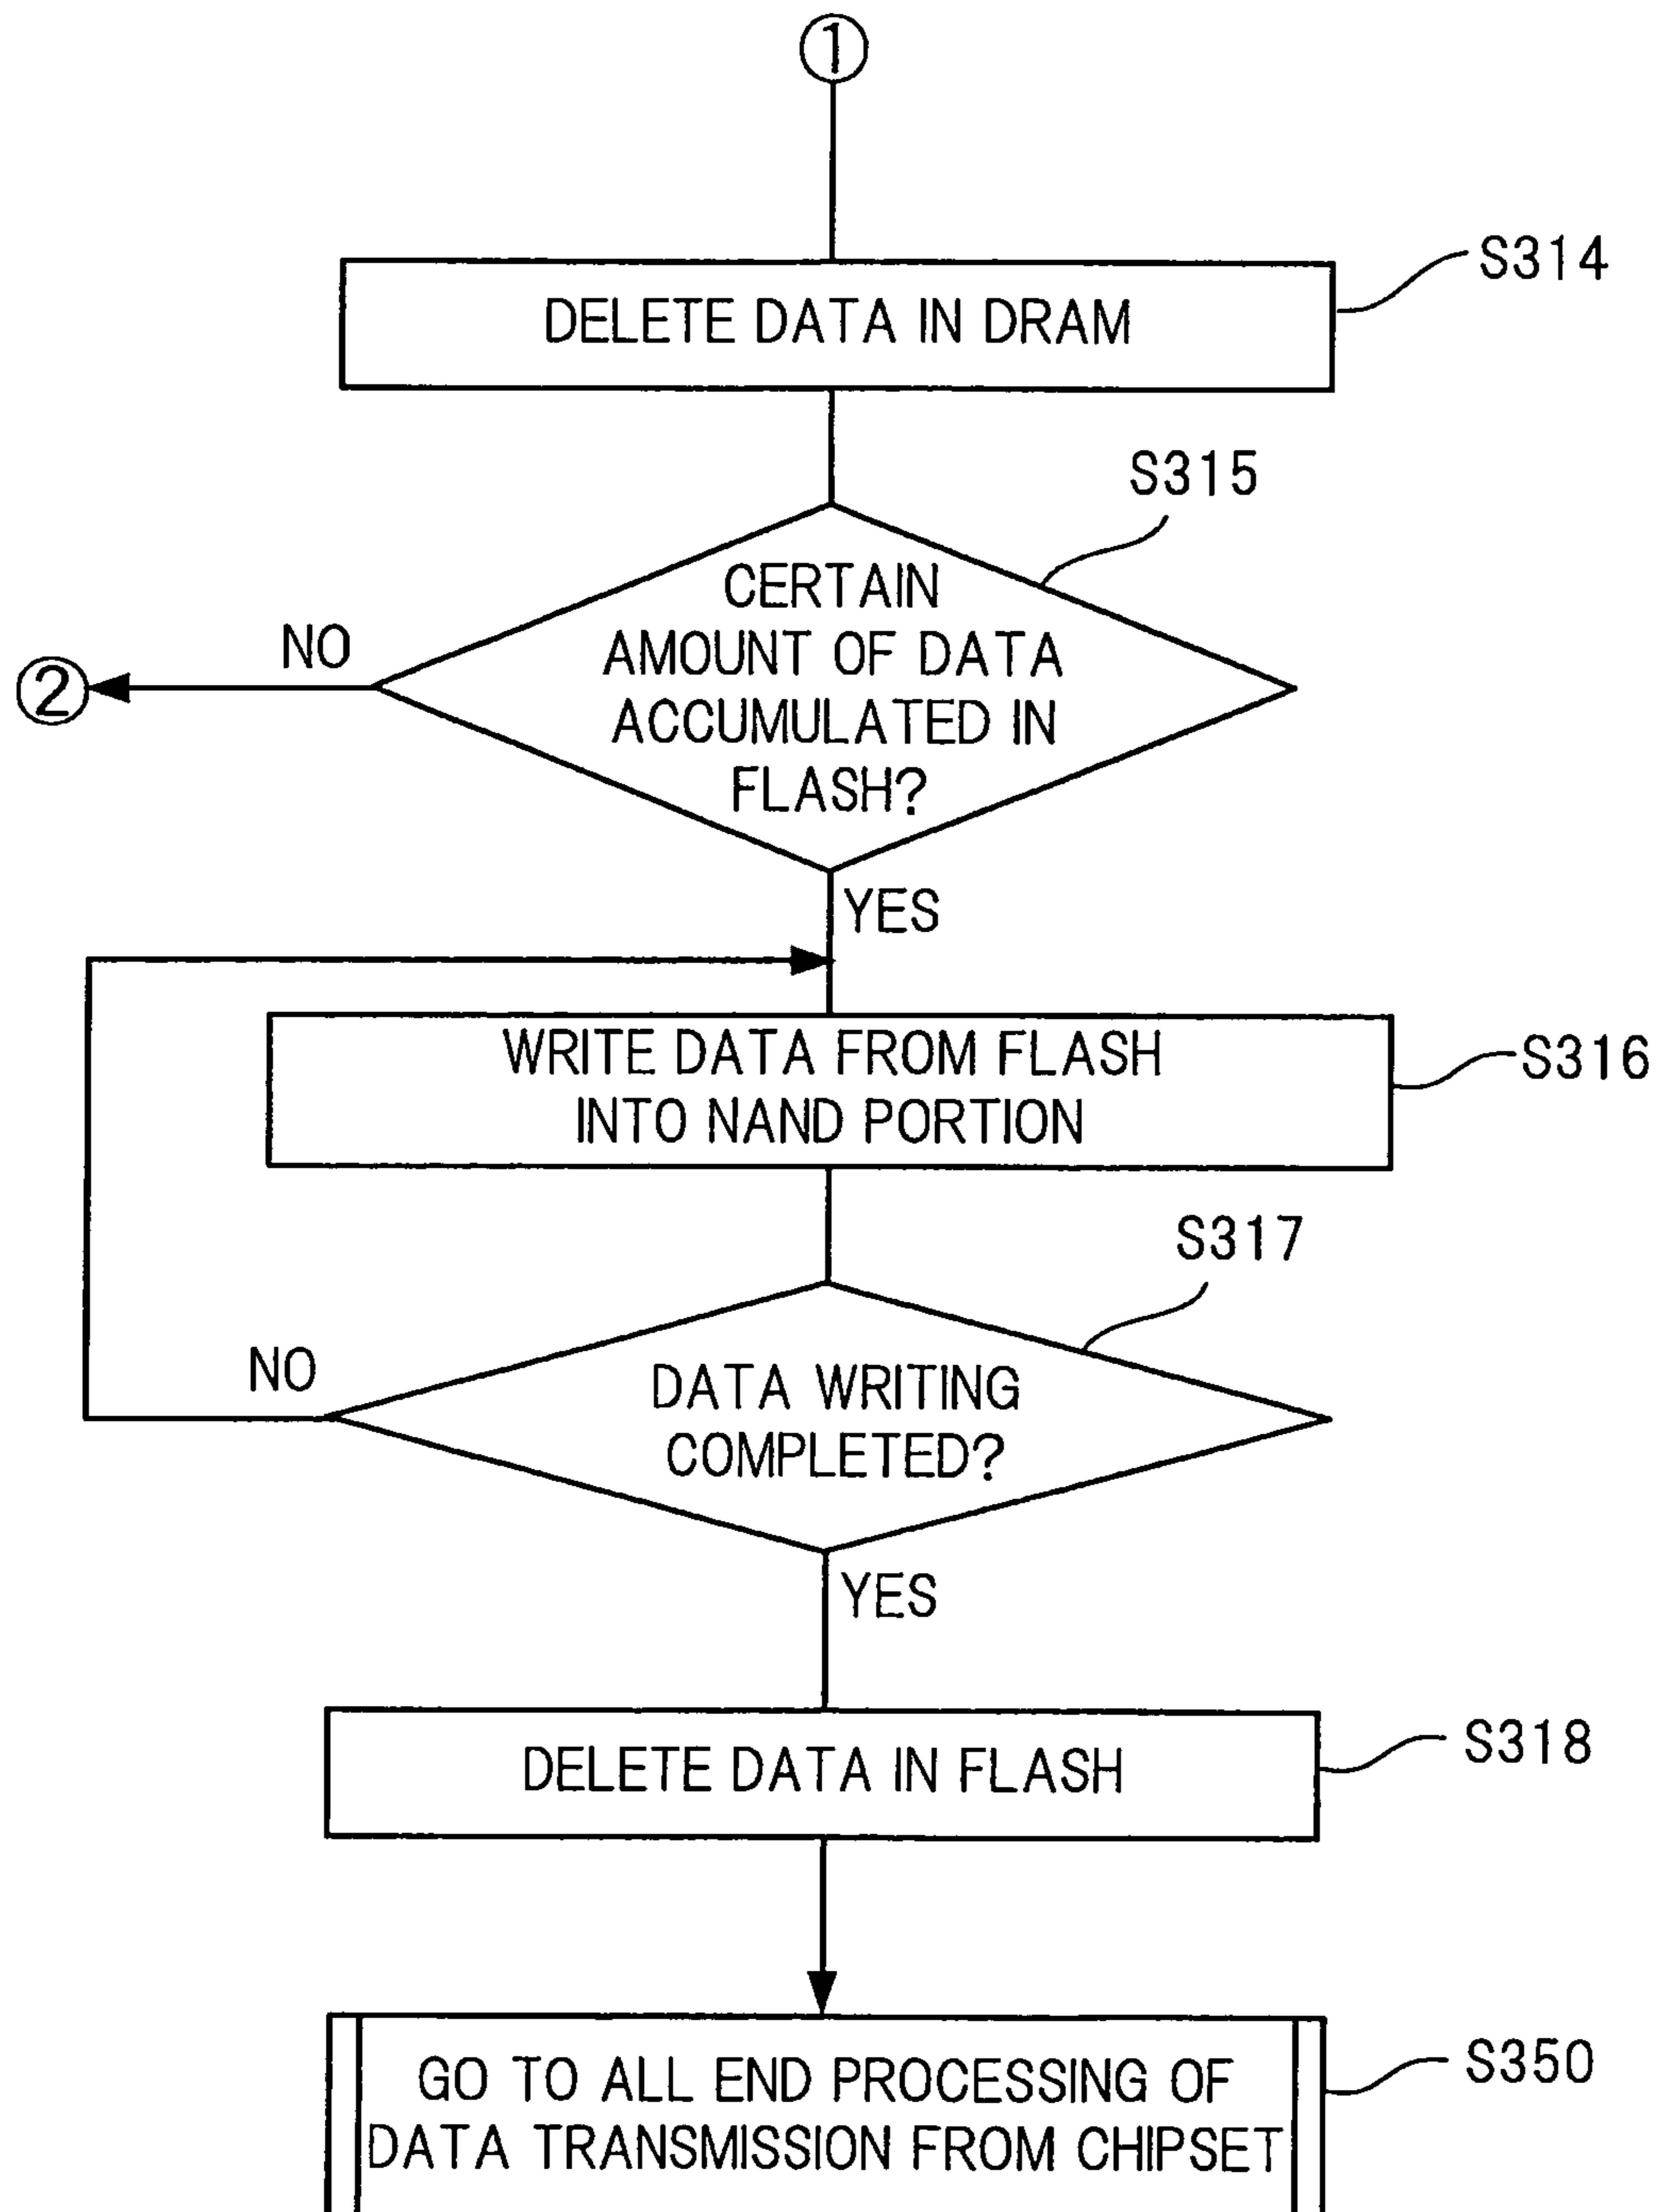 ①
DELETE DATA IN DRAM
S314
S315
CERTAIN
AMOUNT OF DATA
ACCUMULATED IN
FLASH?
NO
②
YES
WRITE DATA FROM FLASH
INTO NAND PORTION
S316
S317
DATA WRITING
COMPLETED?
NO
YES
DELETE DATA IN FLASH
S318
GO TO ALL END PROCESSING OF
DATA TRANSMISSION FROM CHIPSET
S350